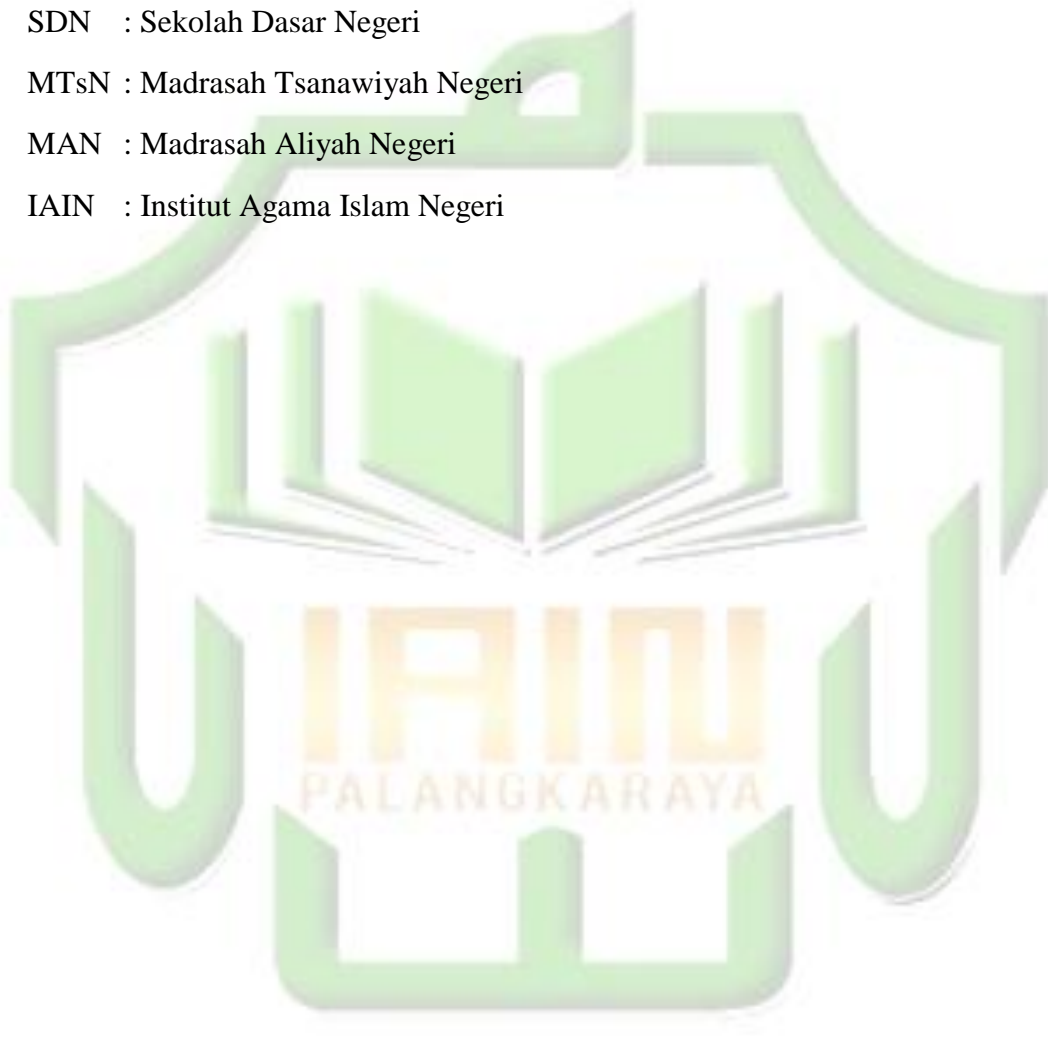 SDN : Sekolah Dasar Negeri
MTsN : Madrasah Tsanawiyah Negeri
MAN : Madrasah Aliyah Negeri
IAIN : Institut Agama Islam Negeri
IAIN
PALANGKARAYA